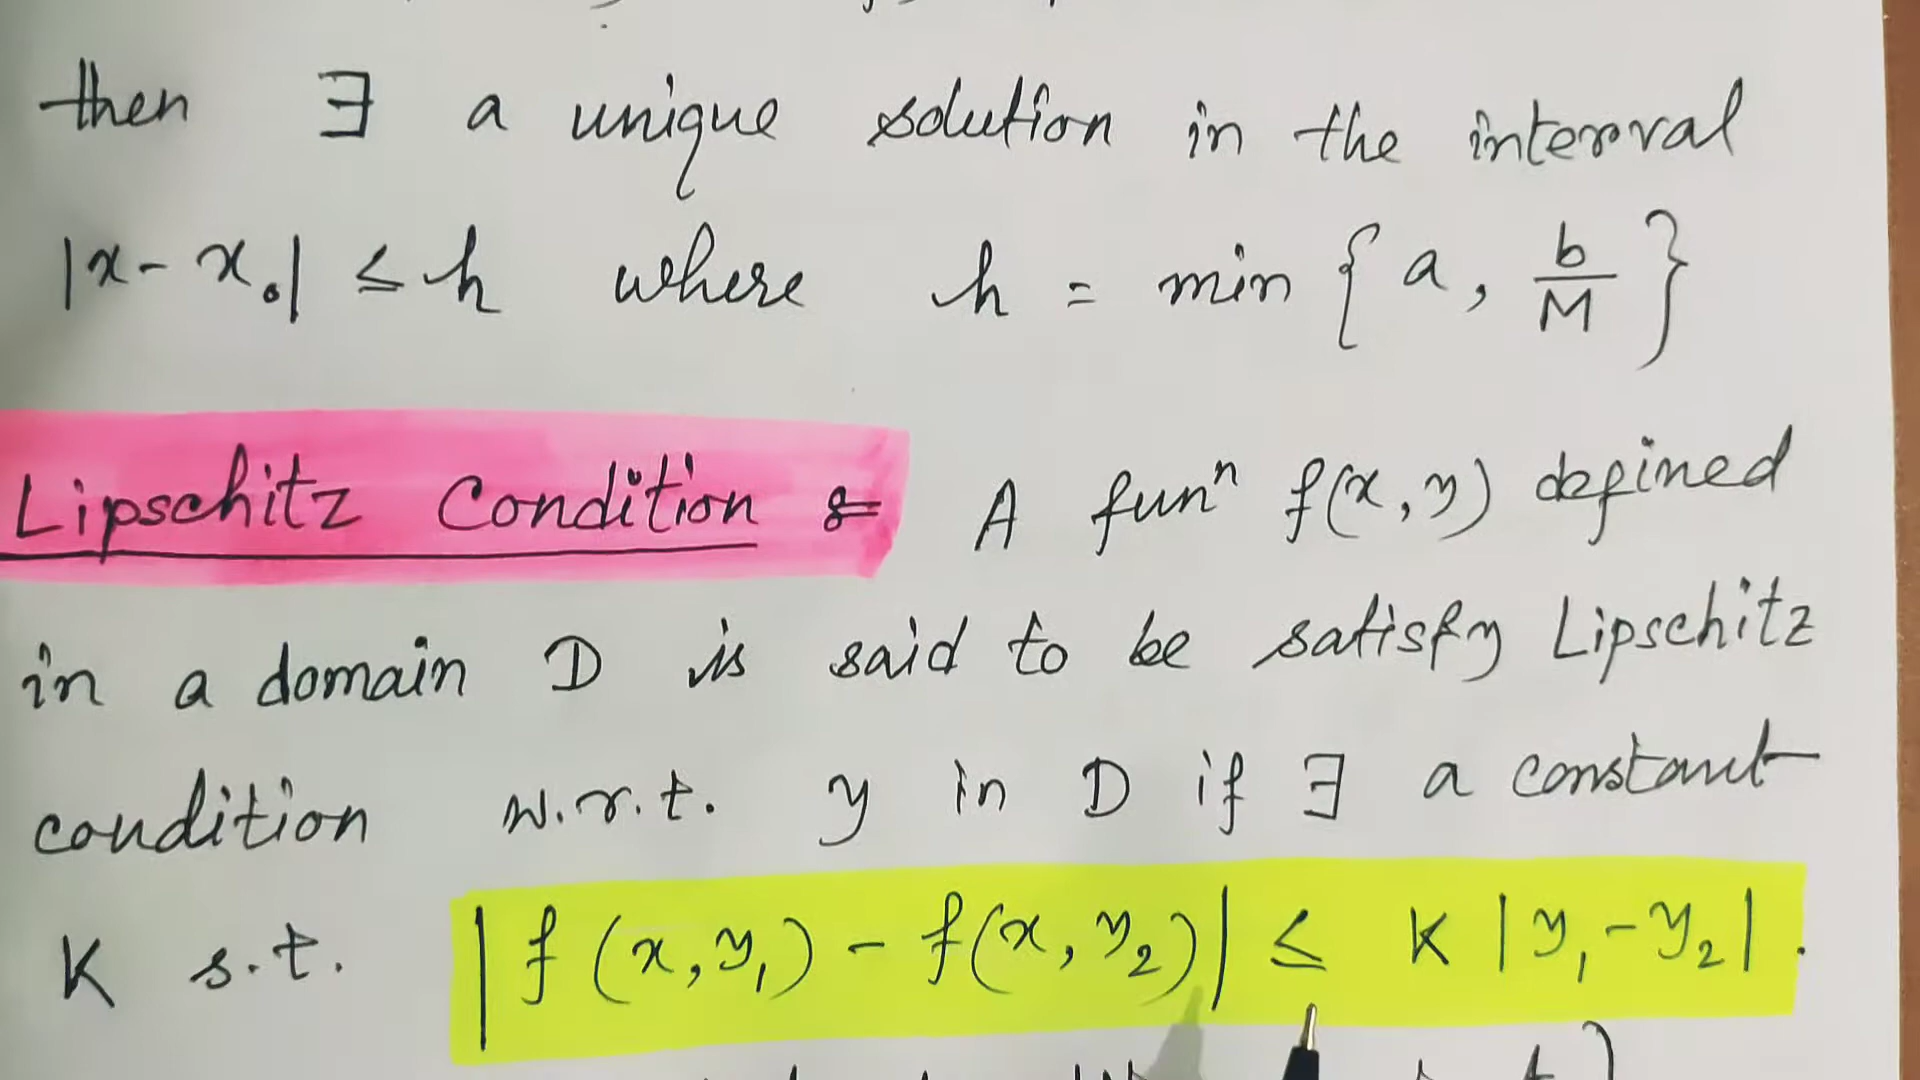 then ∃ a unique solution in the interval
|x - x₀| ≤ h where h = min { a, b/M }
Lipschitz Condition :- A funⁿ f(x,y) defined
in a domain D is said to be satisfy Lipschitz
condition w.r.t. y in D if ∃ a constant
K s.t. |f(x,y₁) - f(x,y₂)| ≤ K |y₁-y₂|.